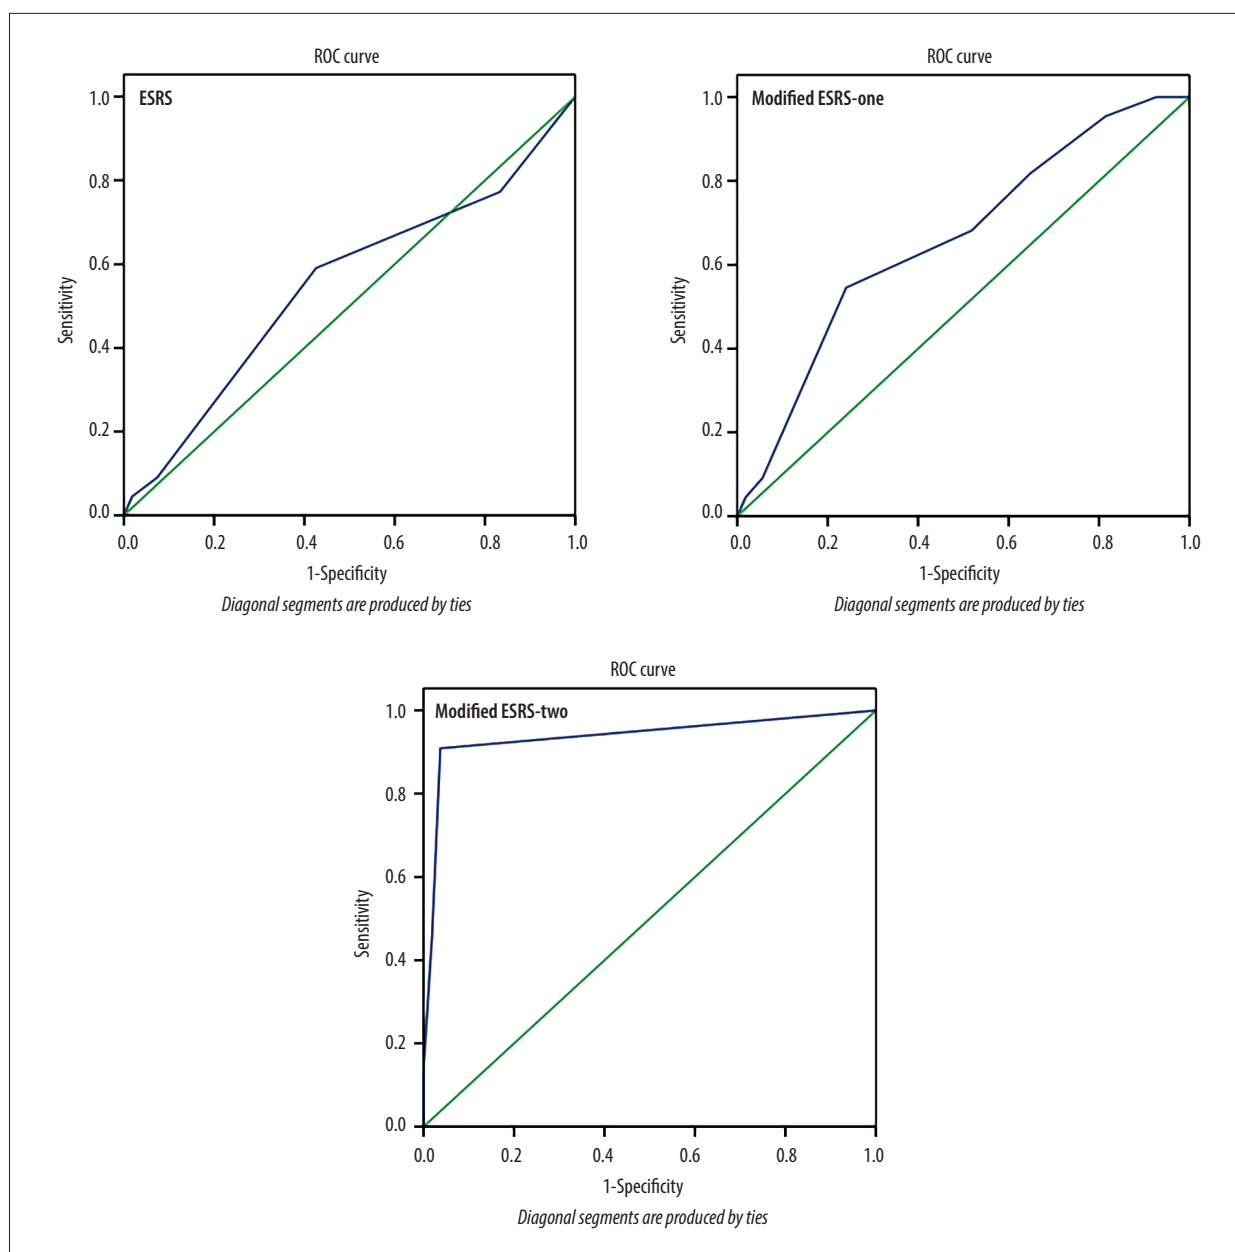 ROC curve
ESRS
1.0
0.8
0.6
0.4
0.2
0.0
Sensitivity
0.0 0.2 0.4 0.6 0.8 1.0
1-Specificity
Diagonal segments are produced by ties
ROC curve
Modified ESRS-one
1.0
0.8
0.6
0.4
0.2
0.0
Sensitivity
0.0 0.2 0.4 0.6 0.8 1.0
1-Specificity
Diagonal segments are produced by ties
ROC curve
Modified ESRS-two
1.0
0.8
0.6
0.4
0.2
0.0
Sensitivity
0.0 0.2 0.4 0.6 0.8 1.0
1-Specificity
Diagonal segments are produced by ties